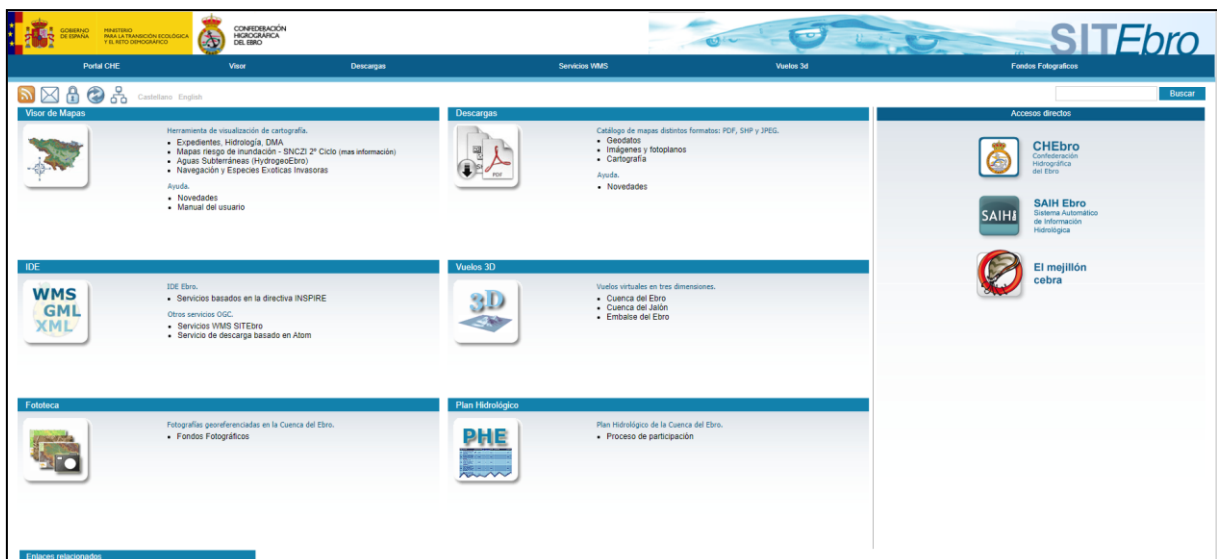 GOBIERNO
DE ESPAÑA
MINISTERIO
PARA LA TRANSICIÓN ECOLÓGICA
Y EL RETO DEMOGRÁFICO
CONFEDERACIÓN
HIDROGRÁFICA
DEL EBRO
SITEbro
Portal CHE
Visor
Descargas
Servicios WMS
Vuelos 3d
Fondos Fotograficos
Castellano English
Buscar
Visor de Mapas
Herramienta de visualización de cartografía.
Expedientes, Hidrología, DMA
Mapas riesgo de inundación - SNCZI 2º Ciclo (mas información)
Aguas Subterráneas (HydrogeoEbro)
Navegación y Especies Exoticas Invasoras
Ayuda.
Novedades
Manual del usuario
Descargas
PDF
Catálogo de mapas distintos formatos: PDF, SHP y JPEG.
Geodatos
Imágenes y fotoplanos
Cartografía
Ayuda.
Novedades
Accesos directos
CHEbro
Confederación
Hidrográfica
del Ebro
SAIH
SAIH Ebro
Sistema Automático
de Información
Hidrológica
El mejillón
cebra
IDE
WMS
GML
XML
IDE Ebro.
Servicios basados en la directiva INSPIRE
Otros servicios OGC.
Servicios WMS SITEbro
Servicio de descarga basado en Atom
Vuelos 3D
3D
Vuelos virtuales en tres dimensiones.
Cuenca del Ebro
Cuenca del Jalón
Embalse del Ebro
Fototeca
Fotografías georeferenciadas en la Cuenca del Ebro.
Fondos Fotográficos
Plan Hidrológico
PHE
Plan Hidrológico de la Cuenca del Ebro.
Proceso de participación
Enlaces relacionados